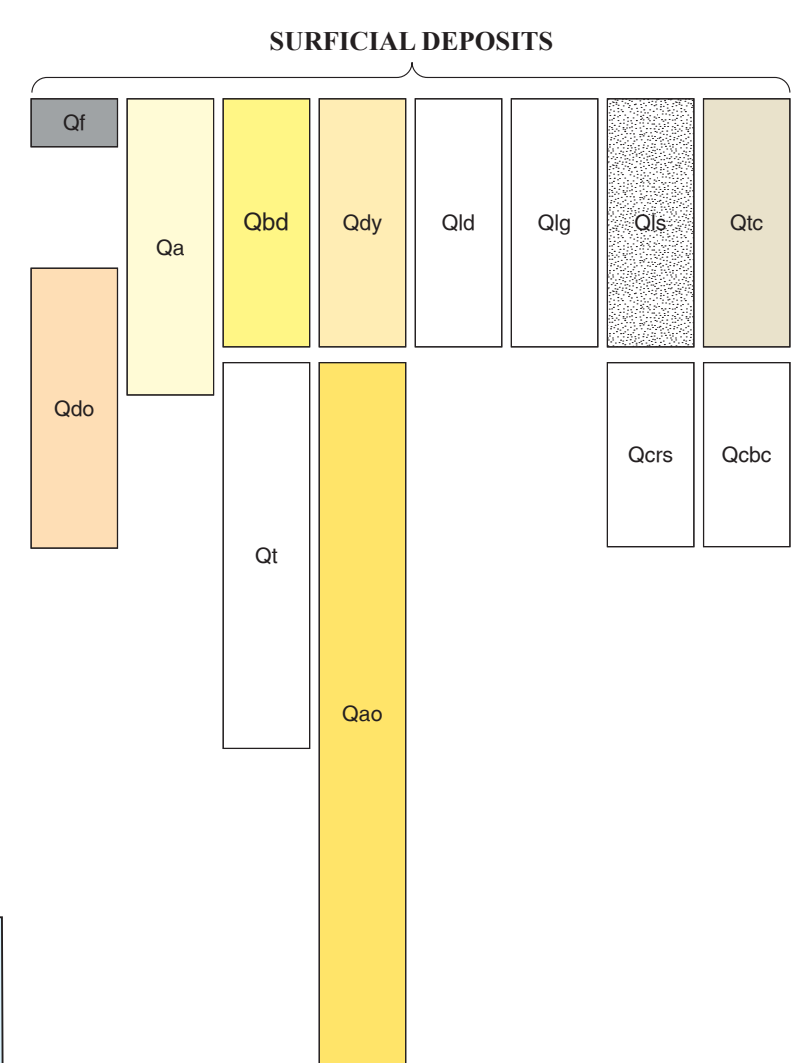 SURFICIAL DEPOSITS
Qf
Qa
Qbd
Qdy
Qld
Qlg
Qls
Qtc
Qdo
Qcrs
Qcbc
Qt
Qao